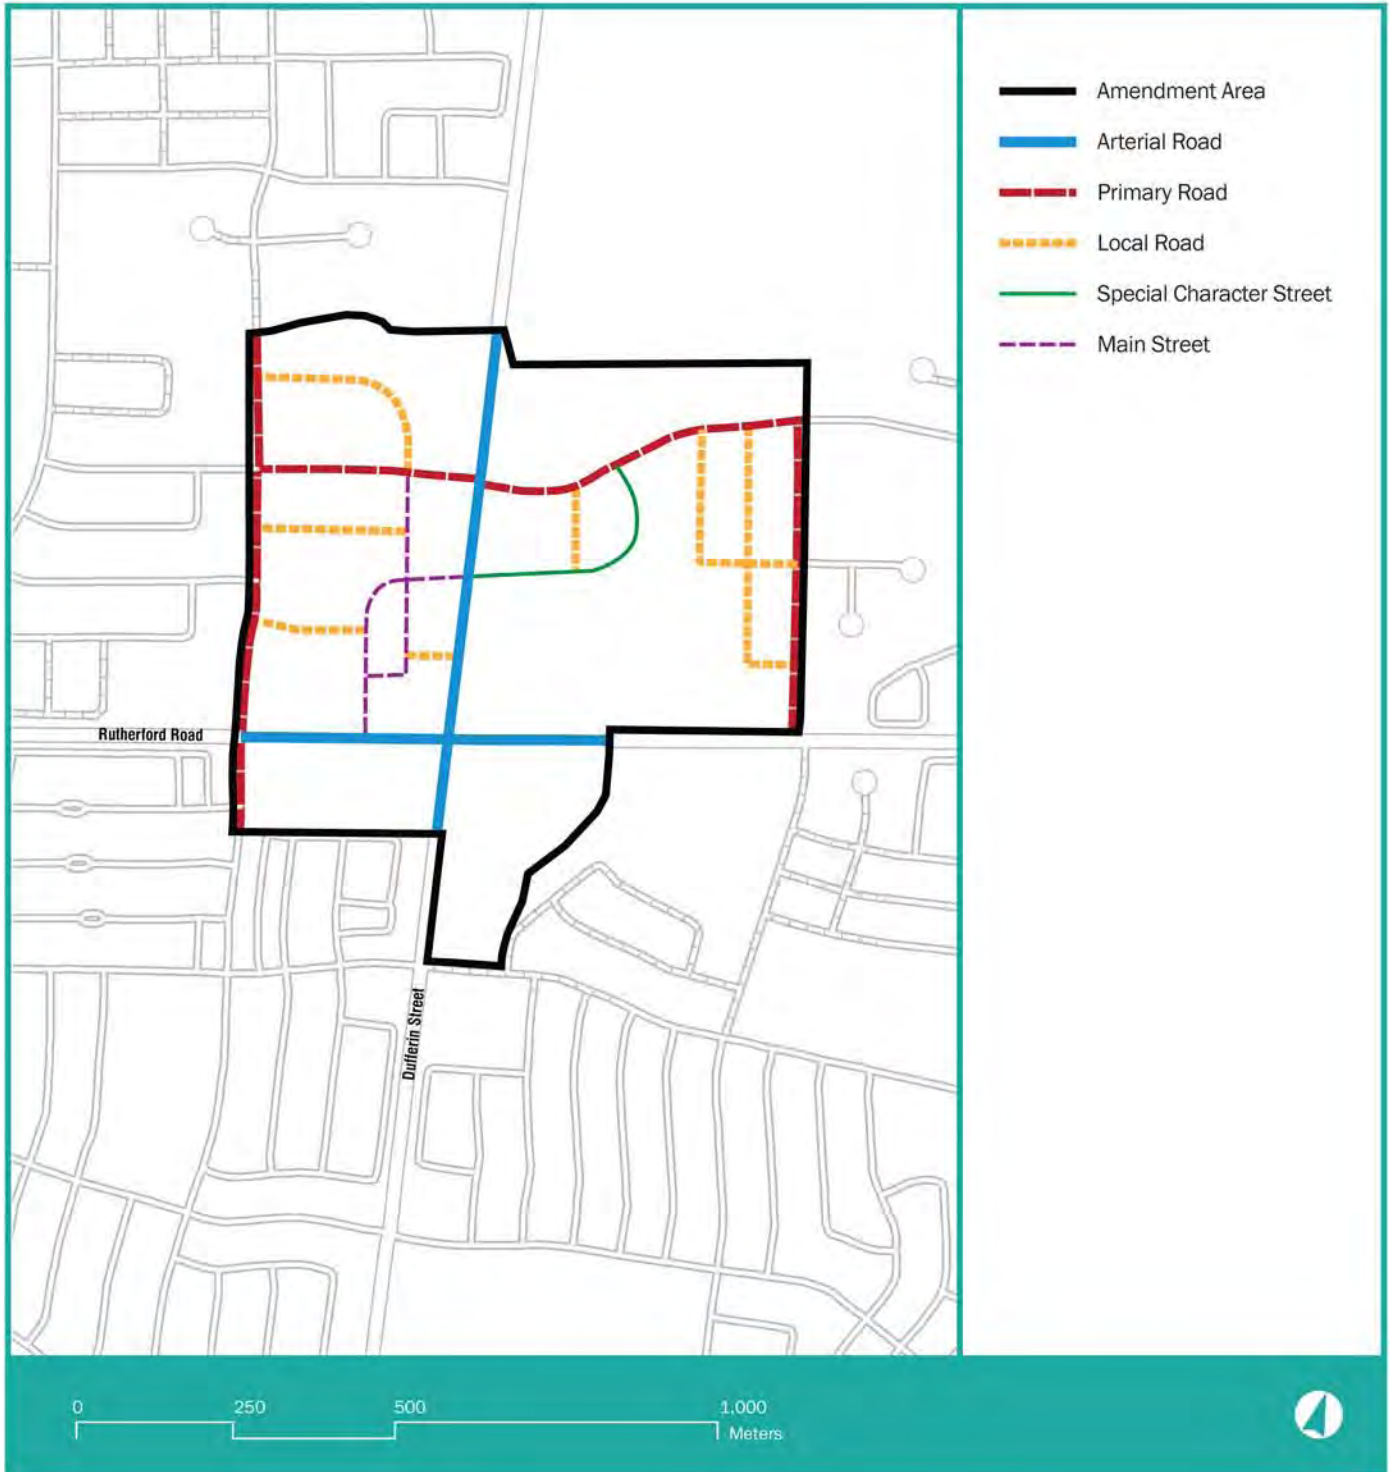 Amendment Area
Arterial Road
Primary Road
Local Road
Special Character Street
Main Street
Rutherford Road
Dufferin Street
0 250 500 1,000
Meters